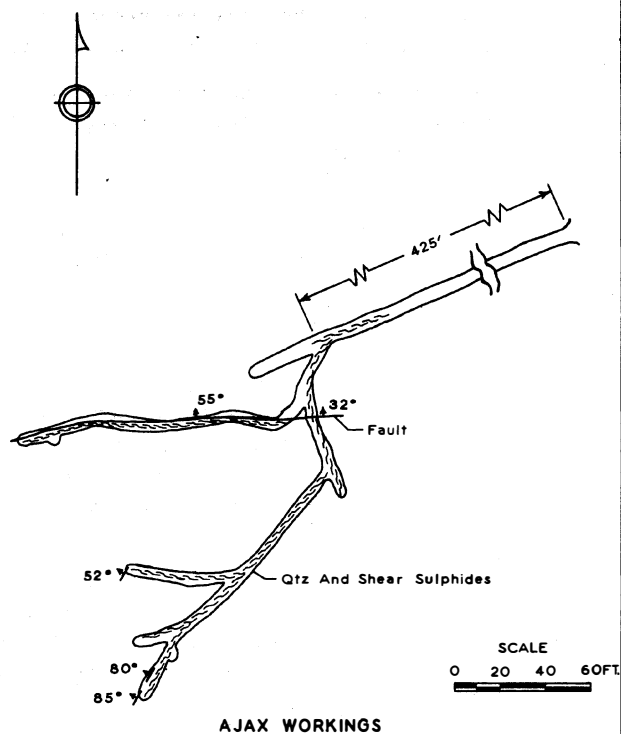 425'
55°
32°
Fault
52°
Qtz And Shear Sulphides
80°
85°
SCALE
0 20 40 60FT.
AJAX WORKINGS